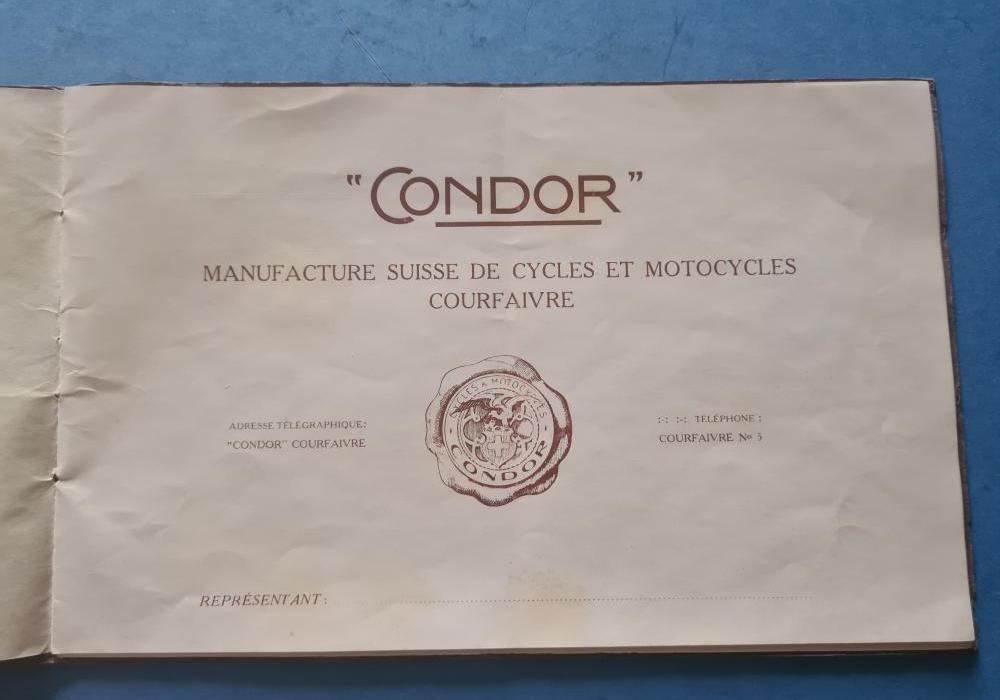 "CONDOR"
MANUFACTURE SUISSE DE CYCLES ET MOTOCYCLES
COURFAIVRE
ADRESSE TÉLÉGRAPHIQUE:
"CONDOR" COURFAIVRE
CYCLES & MOTOCYCLES
CONDOR
:-: :-: TÉLÉPHONE :
COURFAIVRE No 5
REPRÉSENTANT: